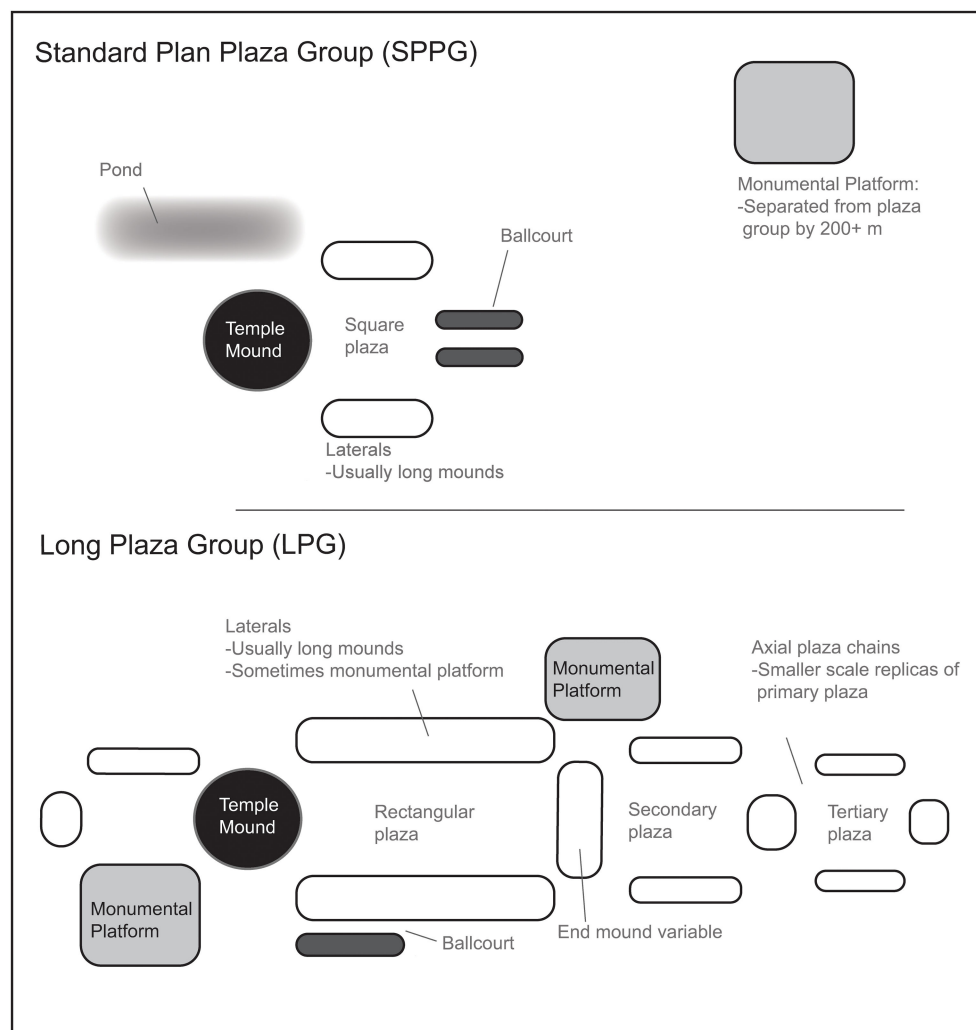 Standard Plan Plaza Group (SPPG)
Pond
Monumental Platform:
-Separated from plaza
group by 200+ m
Ballcourt
Temple
Mound
Square
plaza
Laterals
-Usually long mounds
Long Plaza Group (LPG)
Laterals
-Usually long mounds
-Sometimes monumental platform
Monumental
Platform
Axial plaza chains
-Smaller scale replicas of
primary plaza
Temple
Mound
Rectangular
plaza
Secondary
plaza
Tertiary
plaza
Monumental
Platform
Ballcourt
End mound variable